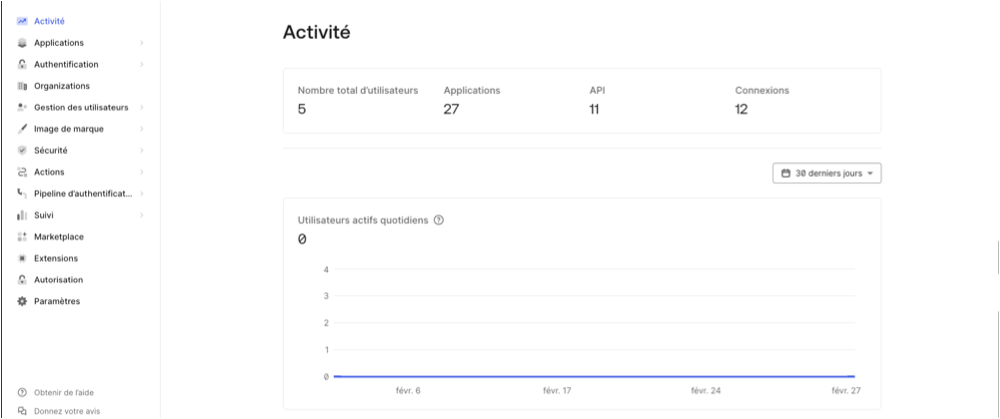 Activité
Applications
Authentification
Organizations
Gestion des utilisateurs
Image de marque
Sécurité
Actions
Pipeline d'authentificat...
Suivi
Marketplace
Extensions
Autorisation
Paramètres
Obtenir de l'aide
Donnez votre avis
Activité
Nombre total d'utilisateurs Applications API Connexions
5 27 11 12
30 derniers jours
Utilisateurs actifs quotidiens
0
4
3
2
1
0
févr. 6 févr. 17 févr. 24 févr. 27